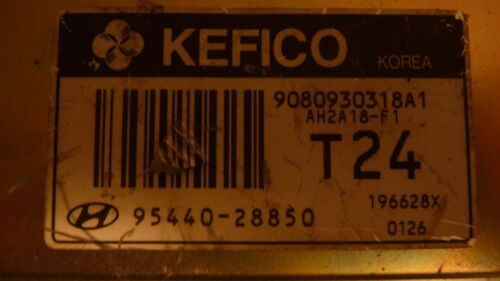 KEFICO
KOREA
9080930318A1
AH2A18-F1
T24
196628X
95440-28850
0126